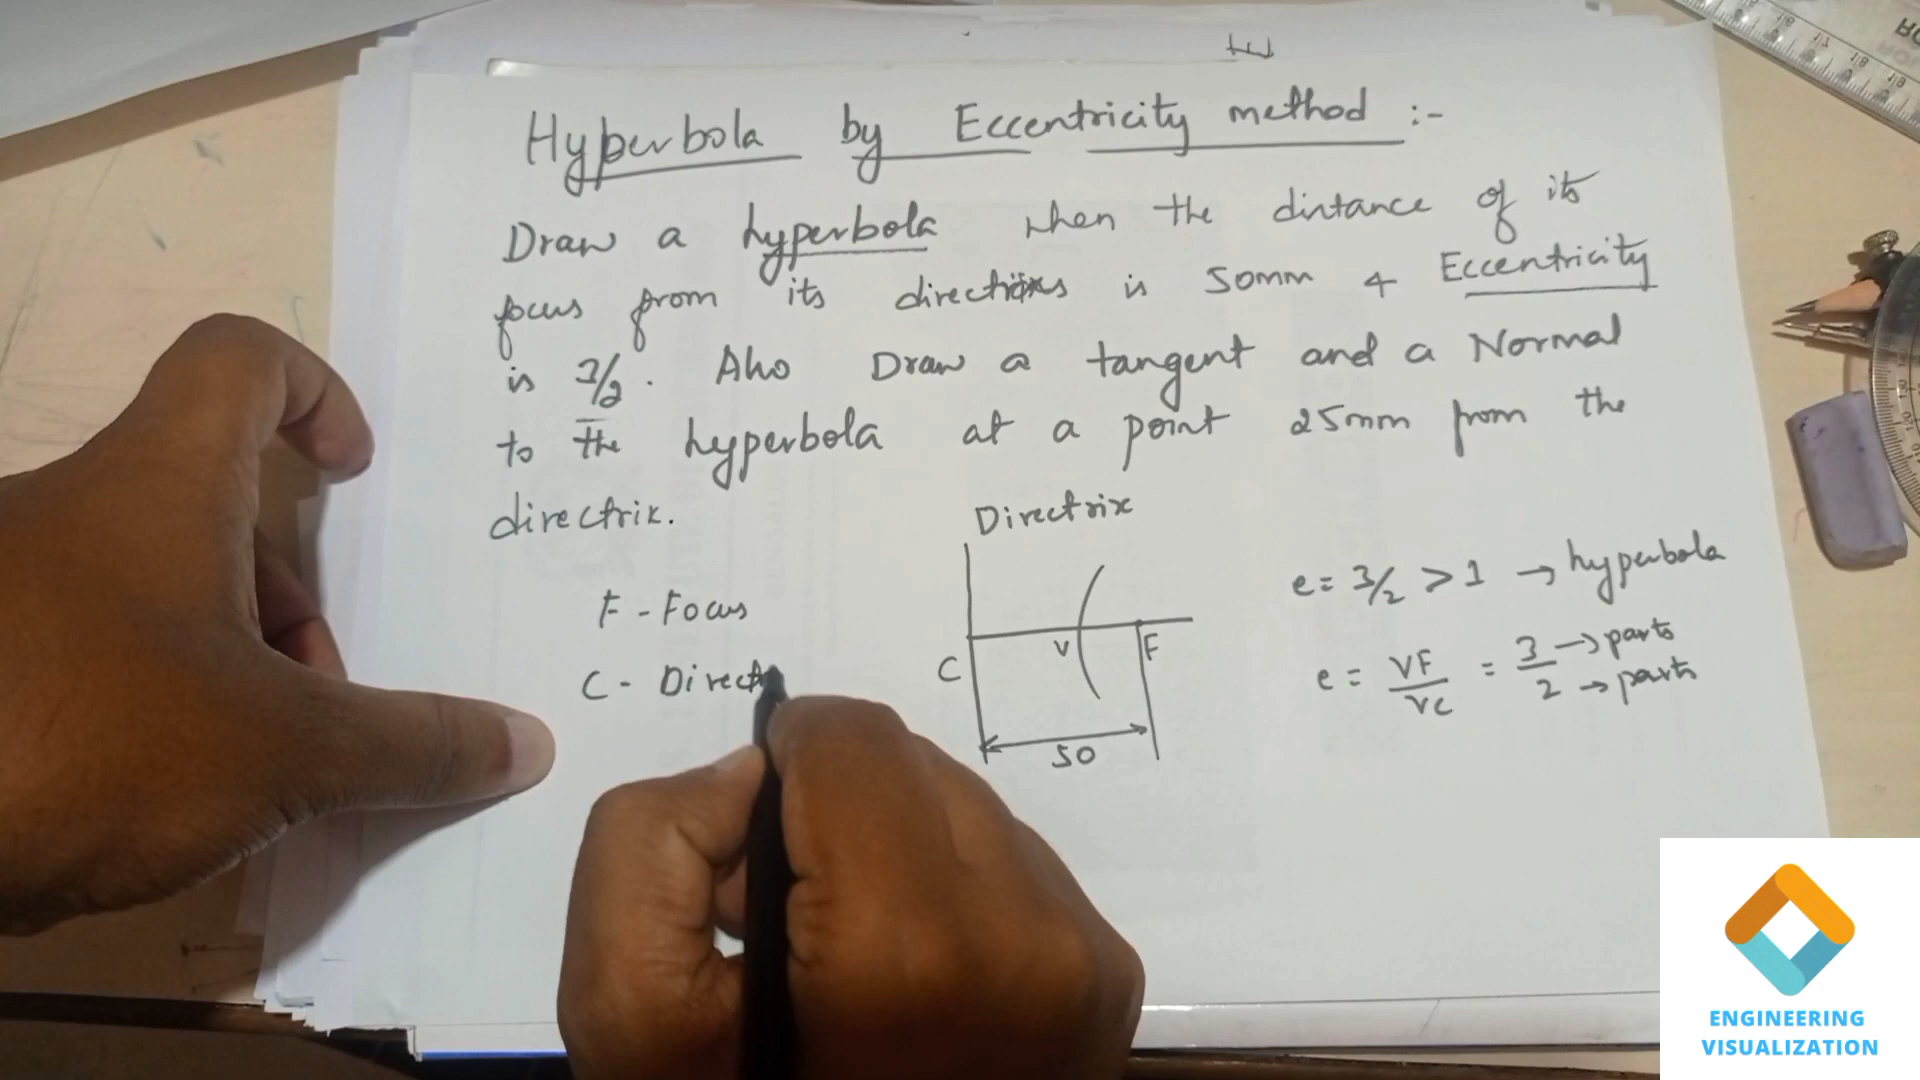 Hyperbola by Eccentricity method :-
Draw a hyperbola when the distance of its
focus from its directrix is 50mm & Eccentricity
is 3/2. Also Draw a tangent and a Normal
to the hyperbola at a point 25mm from the
directrix.
Directrix
F - Focus
C - Direct
C
V
F
50
e = 3/2 > 1 → hyperbola
e = VF/VC = 3/2 → parts → parts
ENGINEERING
VISUALIZATION